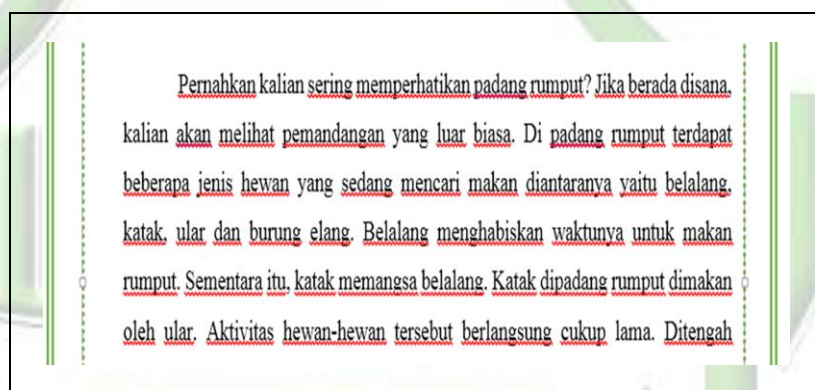 Pernahkan kalian sering memperhatikan padang rumput? Jika berada disana,
kalian akan melihat pemandangan yang luar biasa. Di padang rumput terdapat
beberapa jenis hewan yang sedang mencari makan diantaranya yaitu belalang,
katak, ular dan burung elang. Belalang menghabiskan waktunya untuk makan
rumput. Sementara itu, katak memangsa belalang. Katak dipadang rumput dimakan
oleh ular. Aktivitas hewan-hewan tersebut berlangsung cukup lama. Ditengah